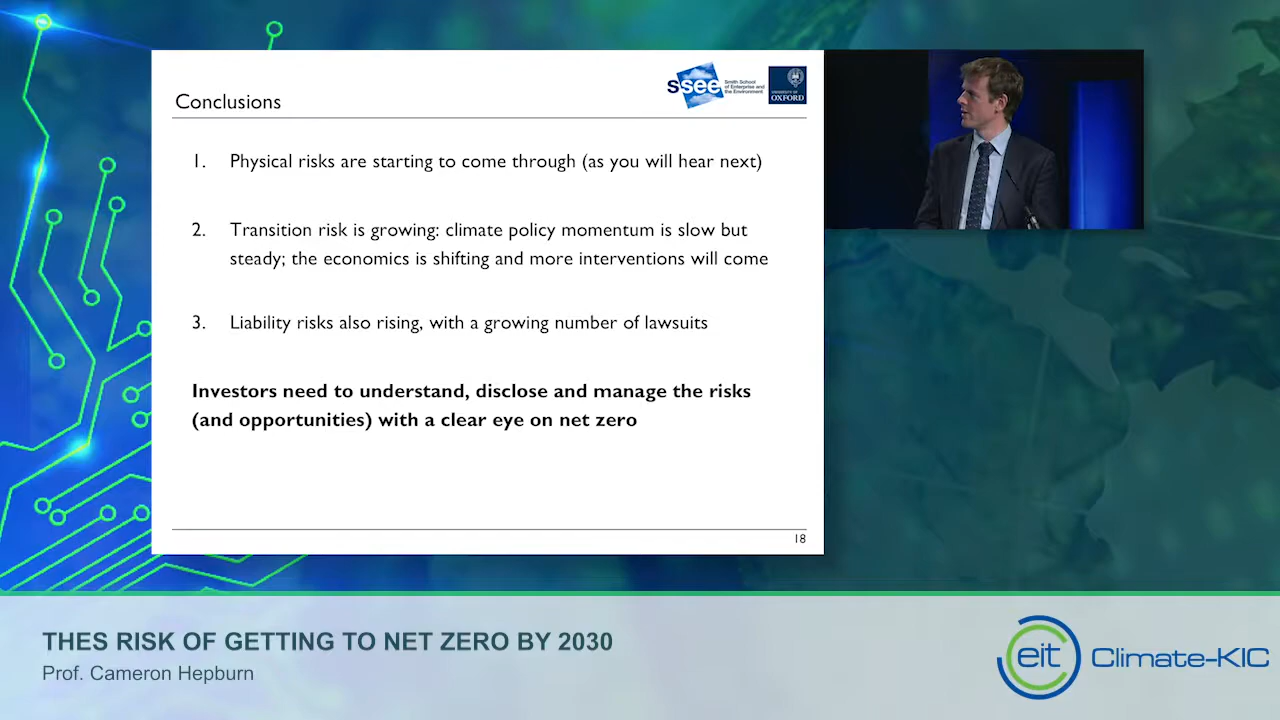 Conclusions
ssee
Smith School
of Enterprise and
the Environment
UNIVERSITY OF
OXFORD
1. Physical risks are starting to come through (as you will hear next)
2. Transition risk is growing: climate policy momentum is slow but
steady; the economics is shifting and more interventions will come
3. Liability risks also rising, with a growing number of lawsuits
Investors need to understand, disclose and manage the risks
(and opportunities) with a clear eye on net zero
18
THES RISK OF GETTING TO NET ZERO BY 2030
Prof. Cameron Hepburn
eit
Climate-KIC